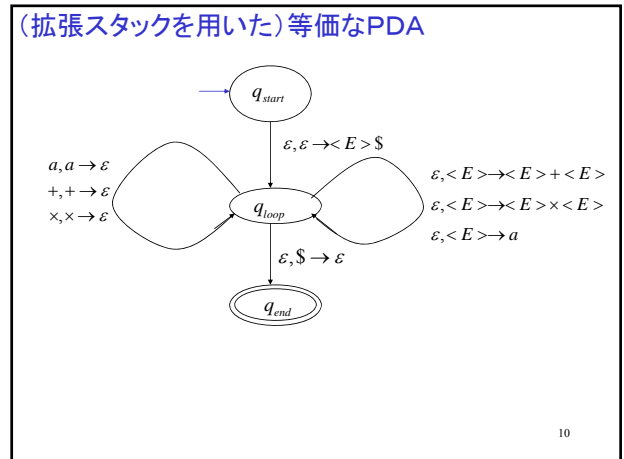 (拡張スタックを用いた)等価なPDA
q_start
ε,ε→<E>$
a,a→ε
+,+→ε
×,×→ε
ε,<E>→<E>+<E>
ε,<E>→<E>×<E>
ε,<E>→a
q_loop
ε,$→ε
q_end
10